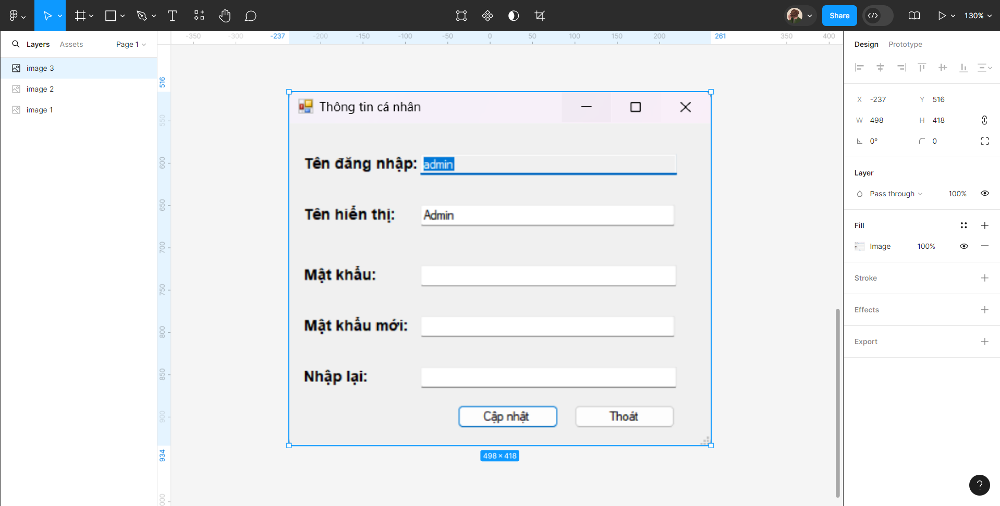 Share
130%
Layers Assets Page 1
-350 -300 -237 -200 -150 -100 -50 0 50 100 150 200 261 350 400
Design Prototype
image 3
image 2
image 1
516
550
600
650
700
750
800
850
900
934
000
Thông tin cá nhân
Tên đăng nhập: admin
Tên hiển thị: Admin
Mật khẩu:
Mật khẩu mới:
Nhập lại:
Cập nhật Thoát
498 × 418
X -237 Y 516
W 498 H 418
0° 0
Layer
Pass through 100%
Fill
Image 100%
Stroke
Effects
Export
?